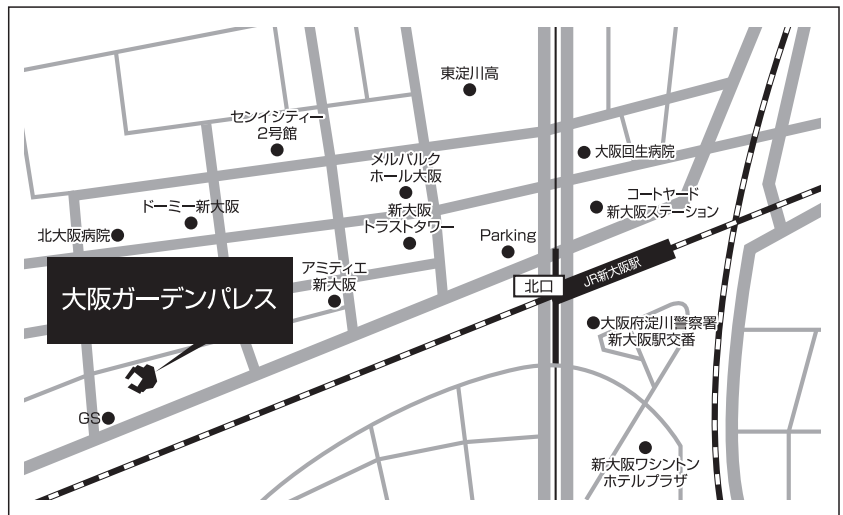 東淀川高
センイシティー
2号館
大阪回生病院
メルパルク
ホール大阪
コートヤード
新大阪ステーション
ドーミー新大阪
新大阪
トラストタワー
北大阪病院
Parking
アミティエ
新大阪
JR新大阪駅
北口
大阪ガーデンパレス
大阪府淀川警察署
新大阪駅交番
GS
新大阪ワシントン
ホテルプラザ